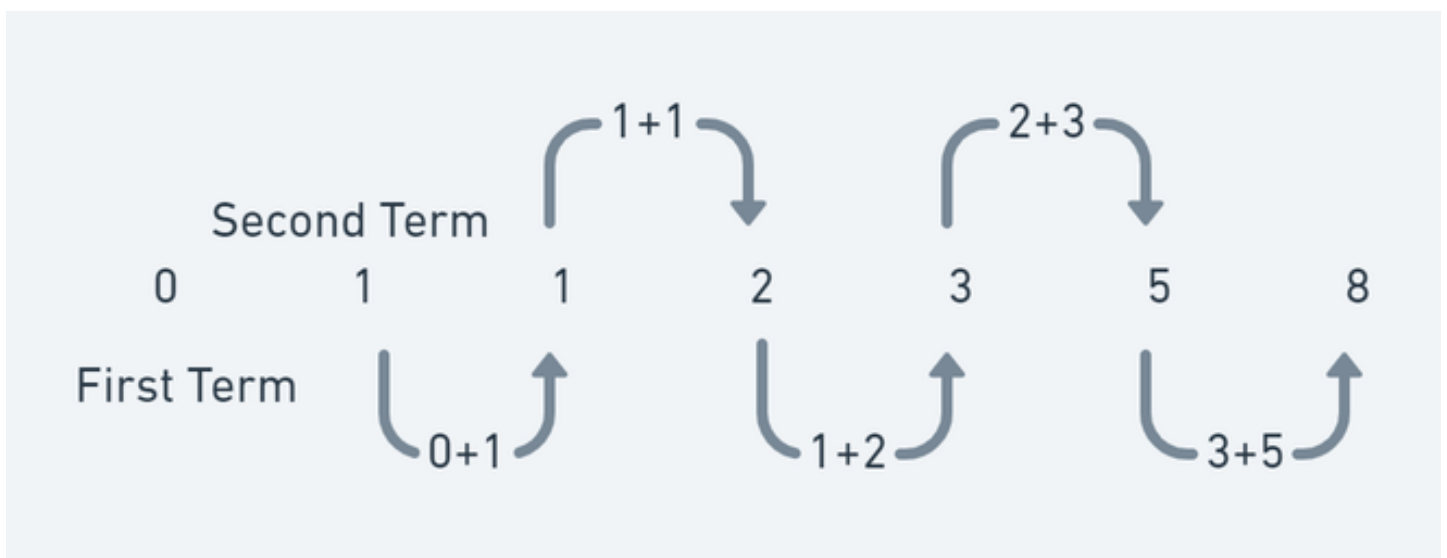 1+1 2+3
Second Term
0 1 1 2 3 5 8
First Term
0+1 1+2 3+5